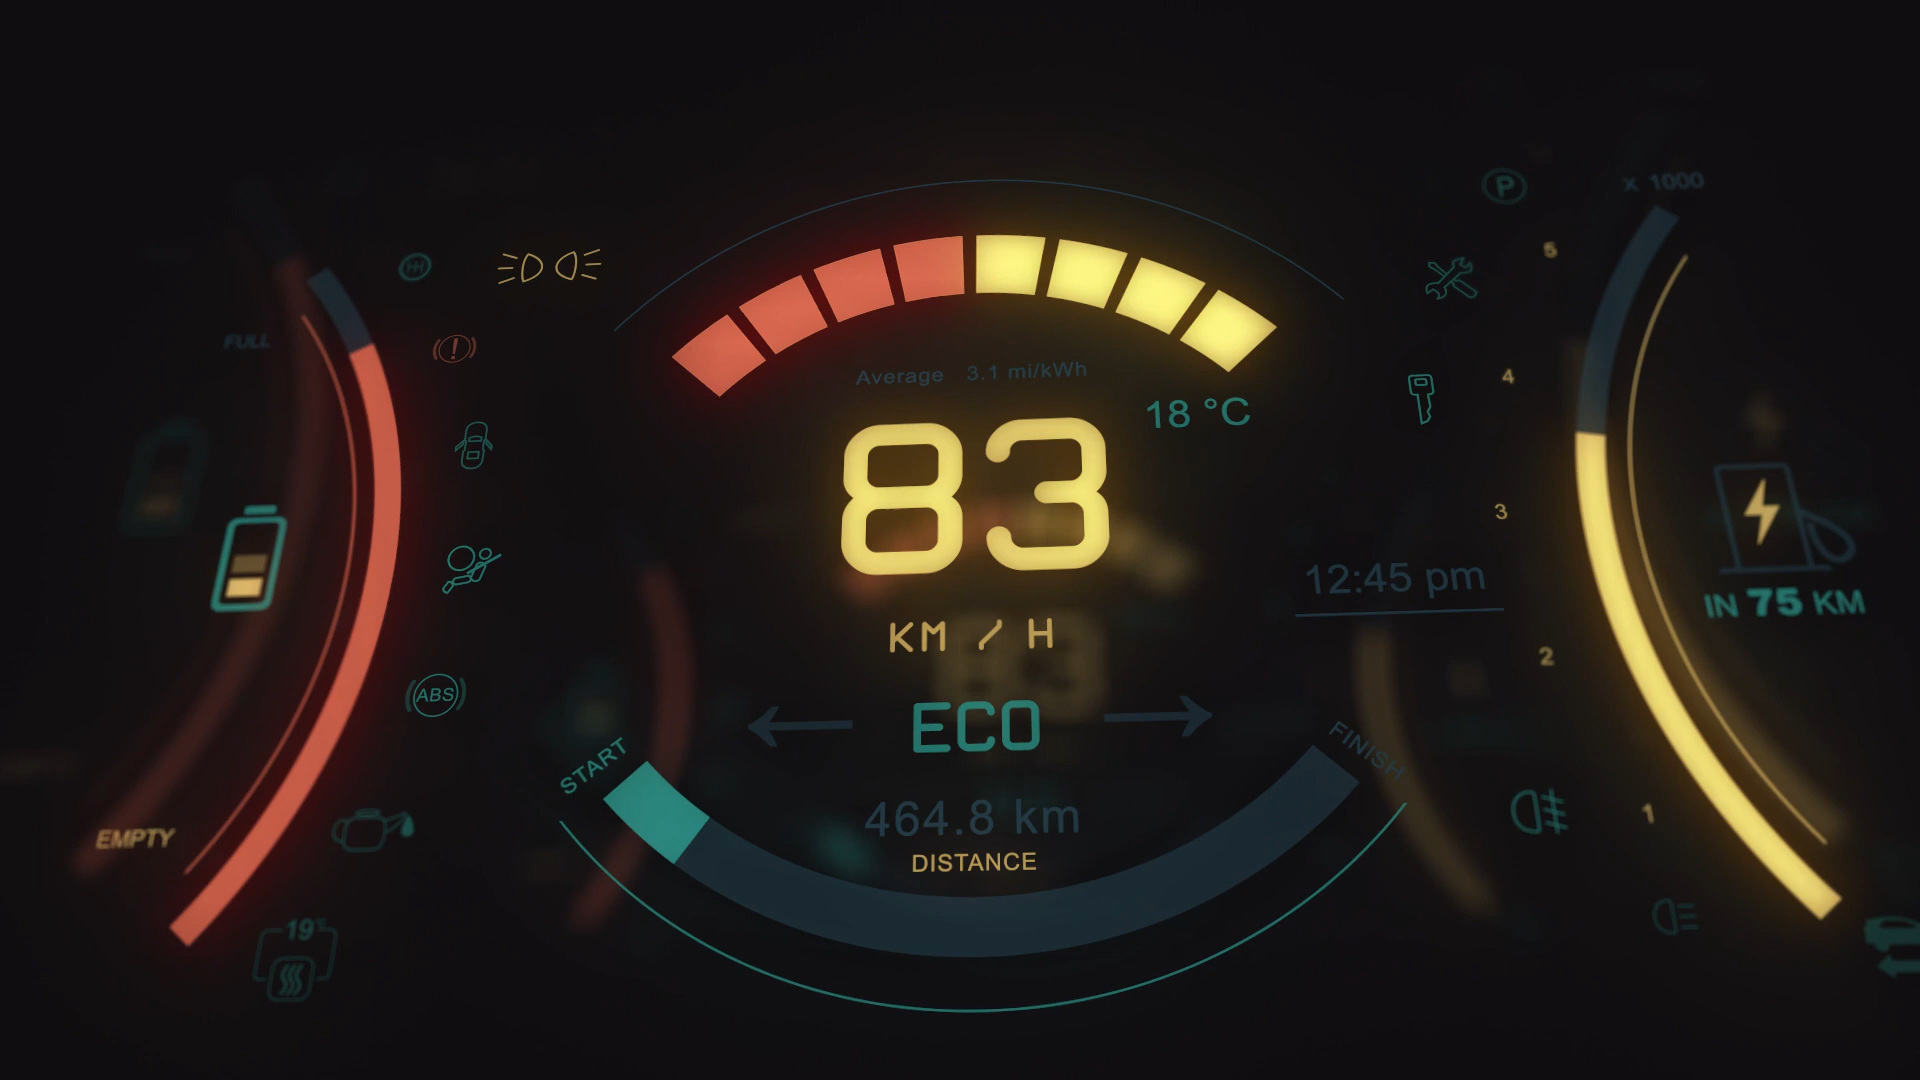 FULL
EMPTY
ABS
19°
Average 3.1 mi/kWh
18 °C
83
KM / H
ECO
START
FINISH
464.8 km
DISTANCE
12:45 pm
P
x 1000
5
4
3
2
1
IN 75 KM